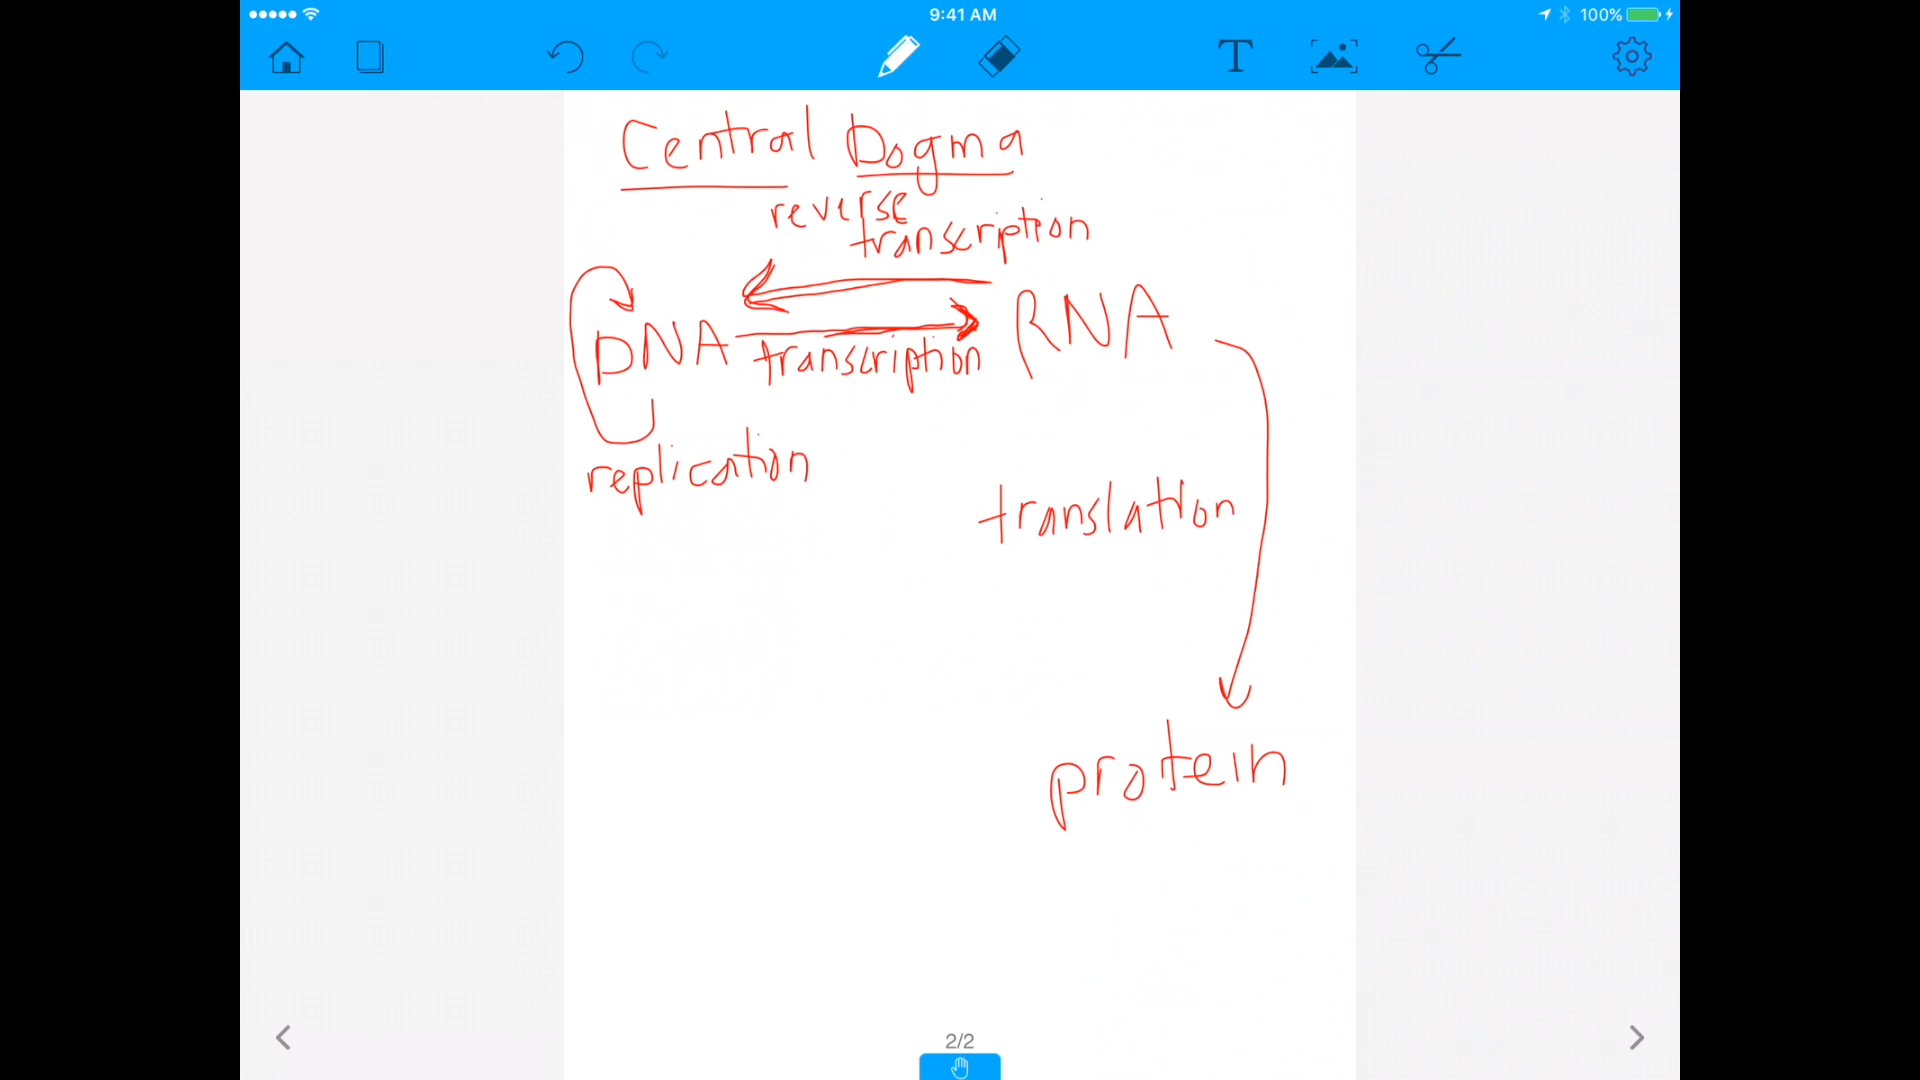 9:41 AM
100%
T
Central Dogma
reverse
transcription
DNA
RNA
transcription
replication
translation
protein
2/2